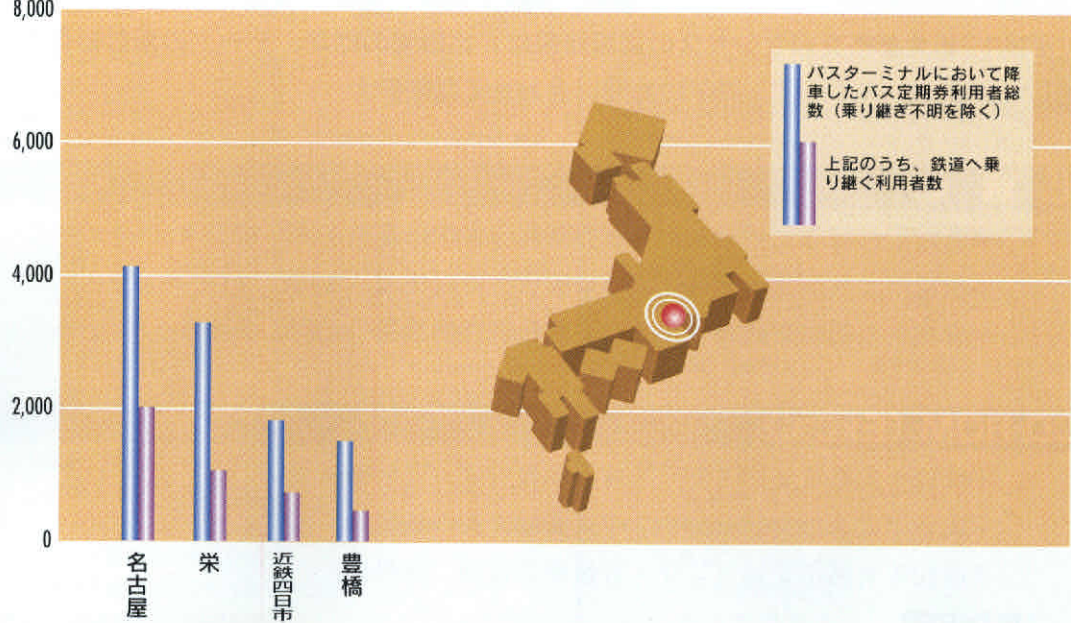 8,000
6,000
4,000
2,000
0
バスターミナルにおいて降
車したバス定期券利用者総
数（乗り継ぎ不明を除く）
上記のうち、鉄道へ乗
り継ぐ利用者数
名古屋
栄
近鉄四日市
豊橋